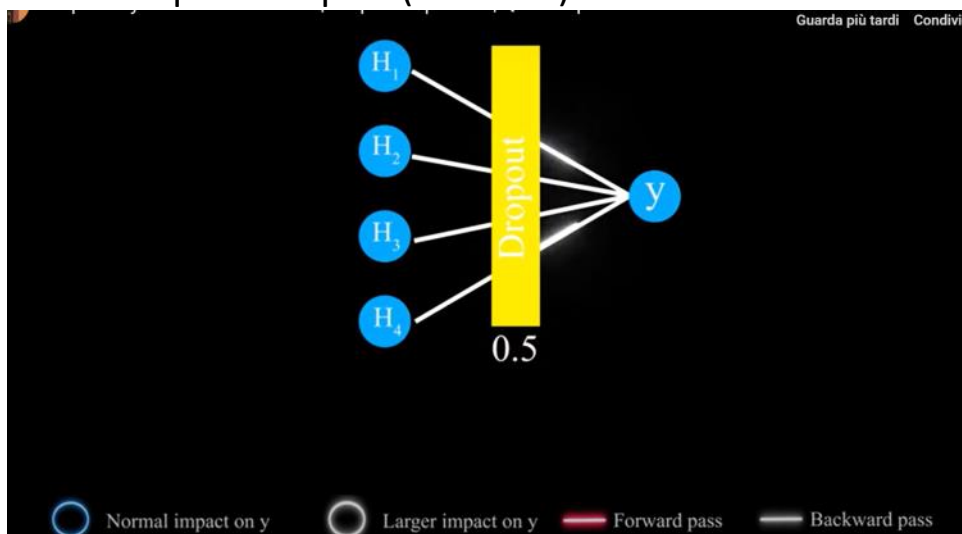 Guarda più tardi Condivi
H1
H2
H3
H4
Dropout
y
0.5
Normal impact on y
Larger impact on y
Forward pass
Backward pass